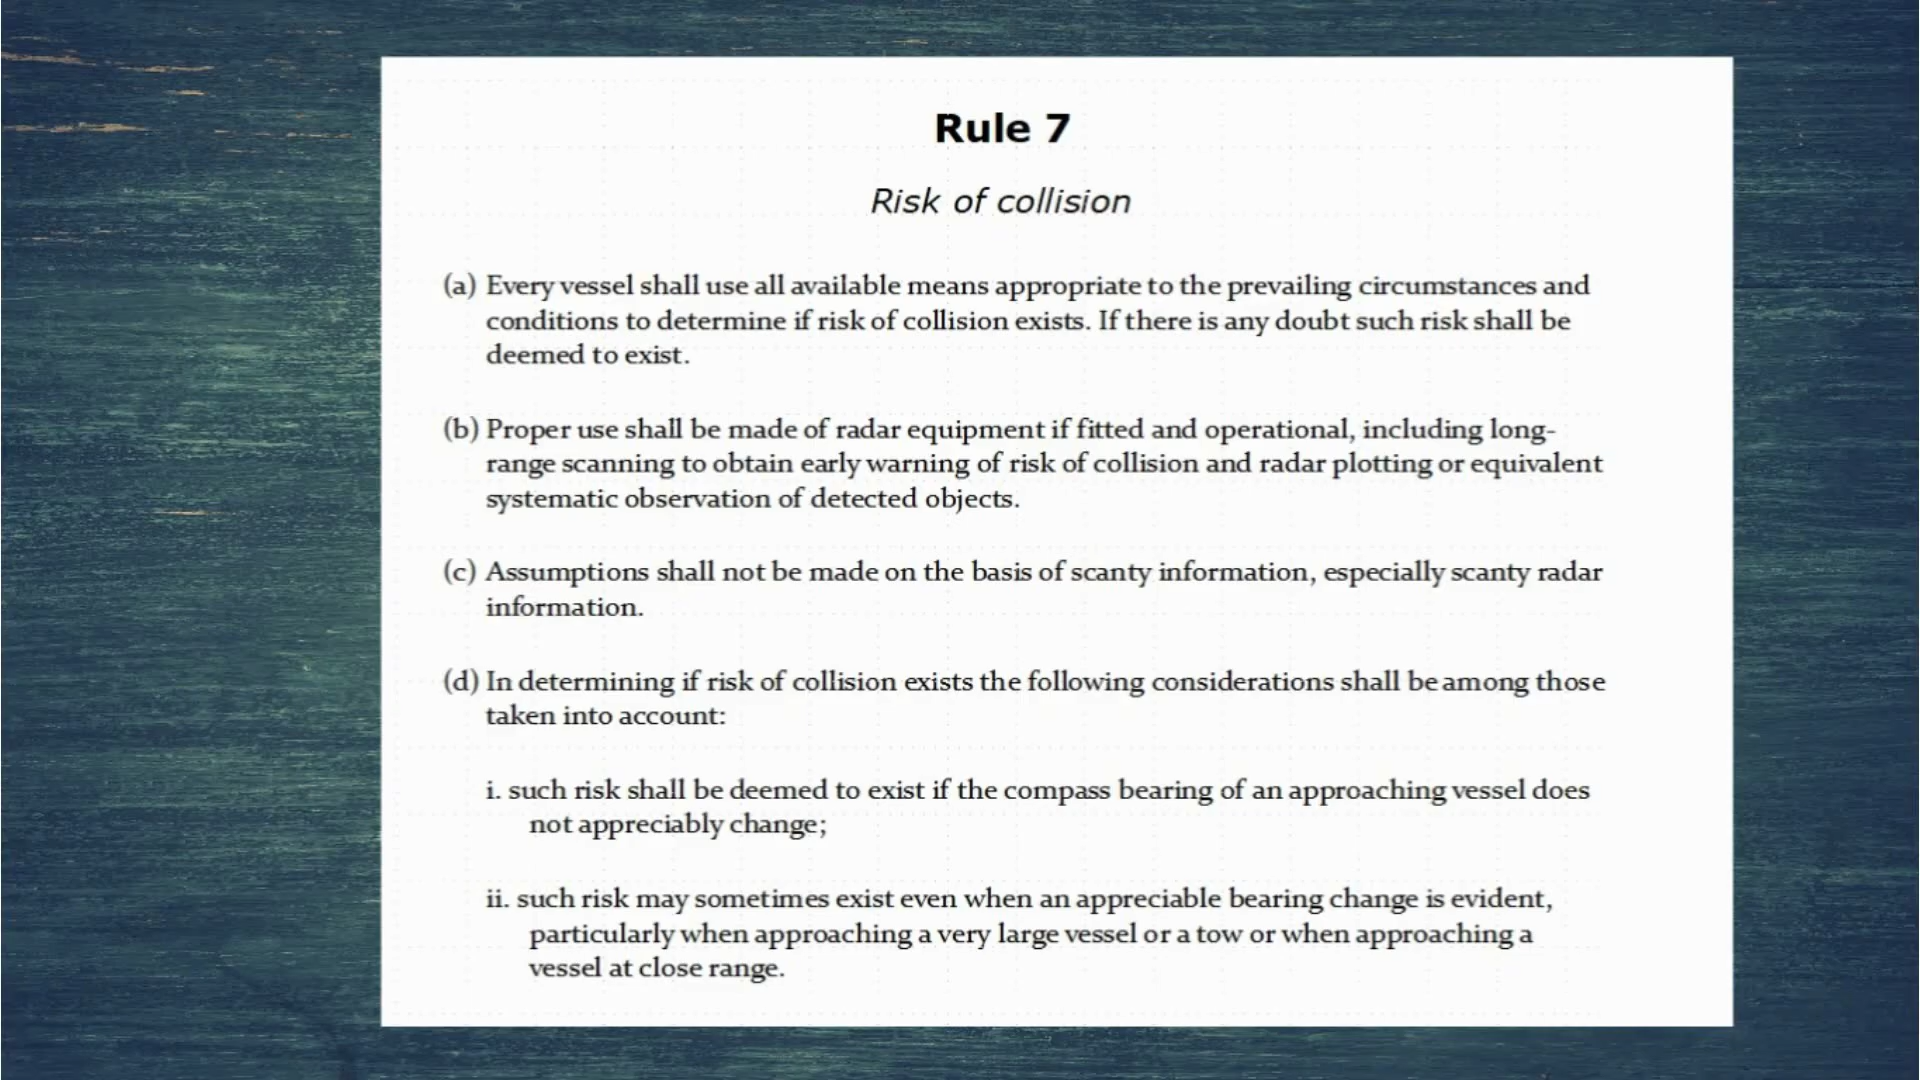 Rule 7
Risk of collision
(a) Every vessel shall use all available means appropriate to the prevailing circumstances and
conditions to determine if risk of collision exists. If there is any doubt such risk shall be
deemed to exist.
(b) Proper use shall be made of radar equipment if fitted and operational, including long-
range scanning to obtain early warning of risk of collision and radar plotting or equivalent
systematic observation of detected objects.
(c) Assumptions shall not be made on the basis of scanty information, especially scanty radar
information.
(d) In determining if risk of collision exists the following considerations shall be among those
taken into account:
i. such risk shall be deemed to exist if the compass bearing of an approaching vessel does
not appreciably change;
ii. such risk may sometimes exist even when an appreciable bearing change is evident,
particularly when approaching a very large vessel or a tow or when approaching a
vessel at close range.